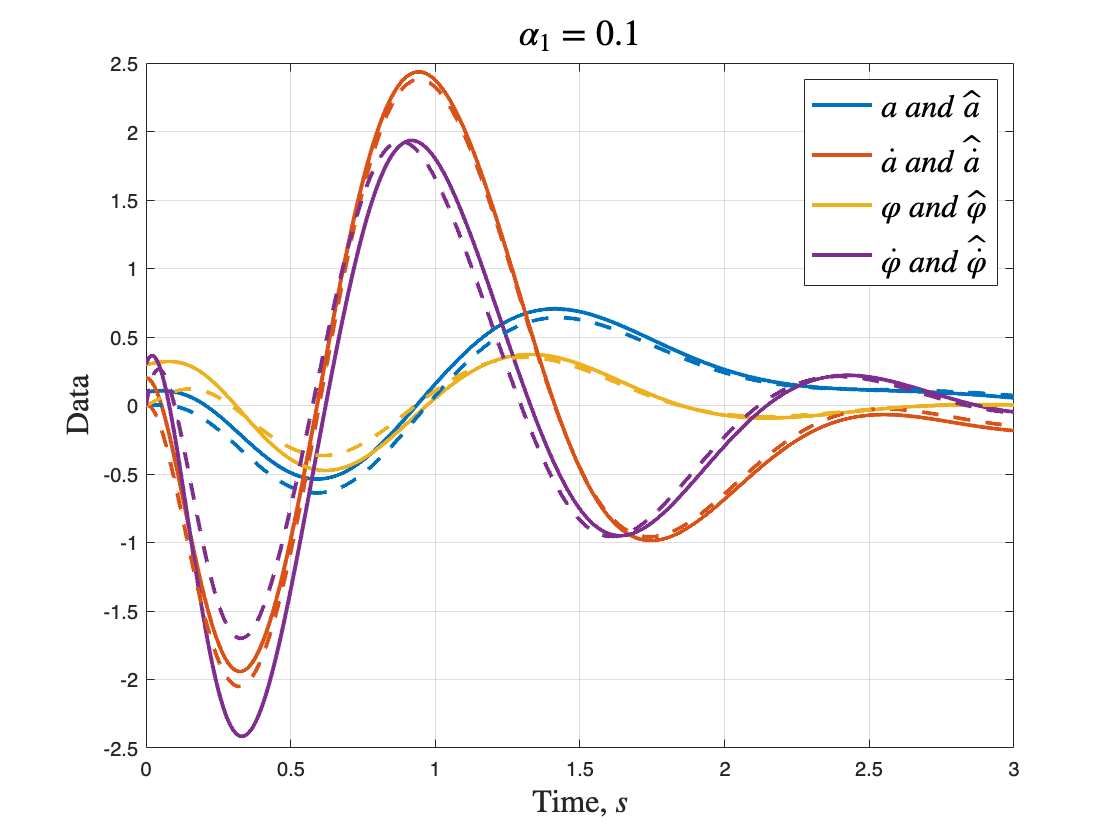 α₁ = 0.1
2.5
2
1.5
1
0.5
0
-0.5
-1
-1.5
-2
-2.5
Data
a and â
ȧ and ȧ̂
φ and φ̂
φ̇ and φ̇̂
0 0.5 1 1.5 2 2.5 3
Time, s